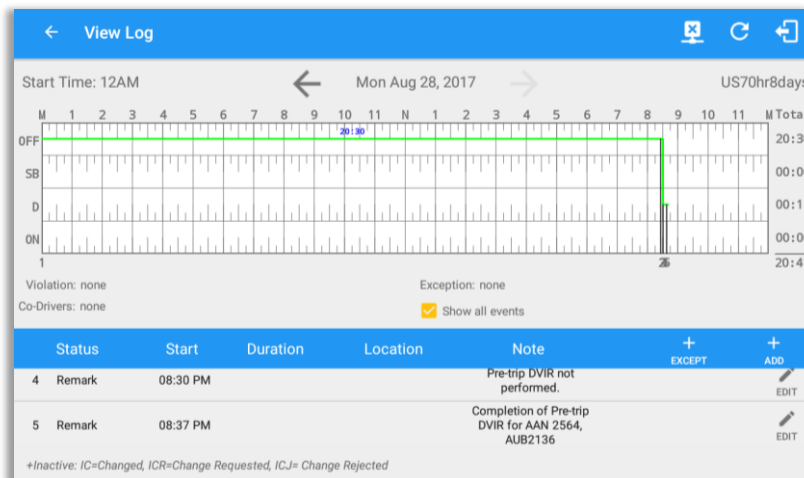 View Log
Start Time: 12AM Mon Aug 28, 2017 US70hr8days
M 1 2 3 4 5 6 7 8 9 10 11 N 1 2 3 4 5 6 7 8 9 10 11 M Tota
OFF 20:30 20:3
SB 00:0
D 00:1
ON 00:0
1 20:4
Violation: none Exception: none
Co-Drivers: none Show all events
Status Start Duration Location Note + EXCEPT + ADD
4 Remark 08:30 PM Pre-trip DVIR not
performed. EDIT
5 Remark 08:37 PM Completion of Pre-trip
DVIR for AAN 2564,
AUB2136 EDIT
+Inactive: IC=Changed, ICR=Change Requested, ICJ= Change Rejected